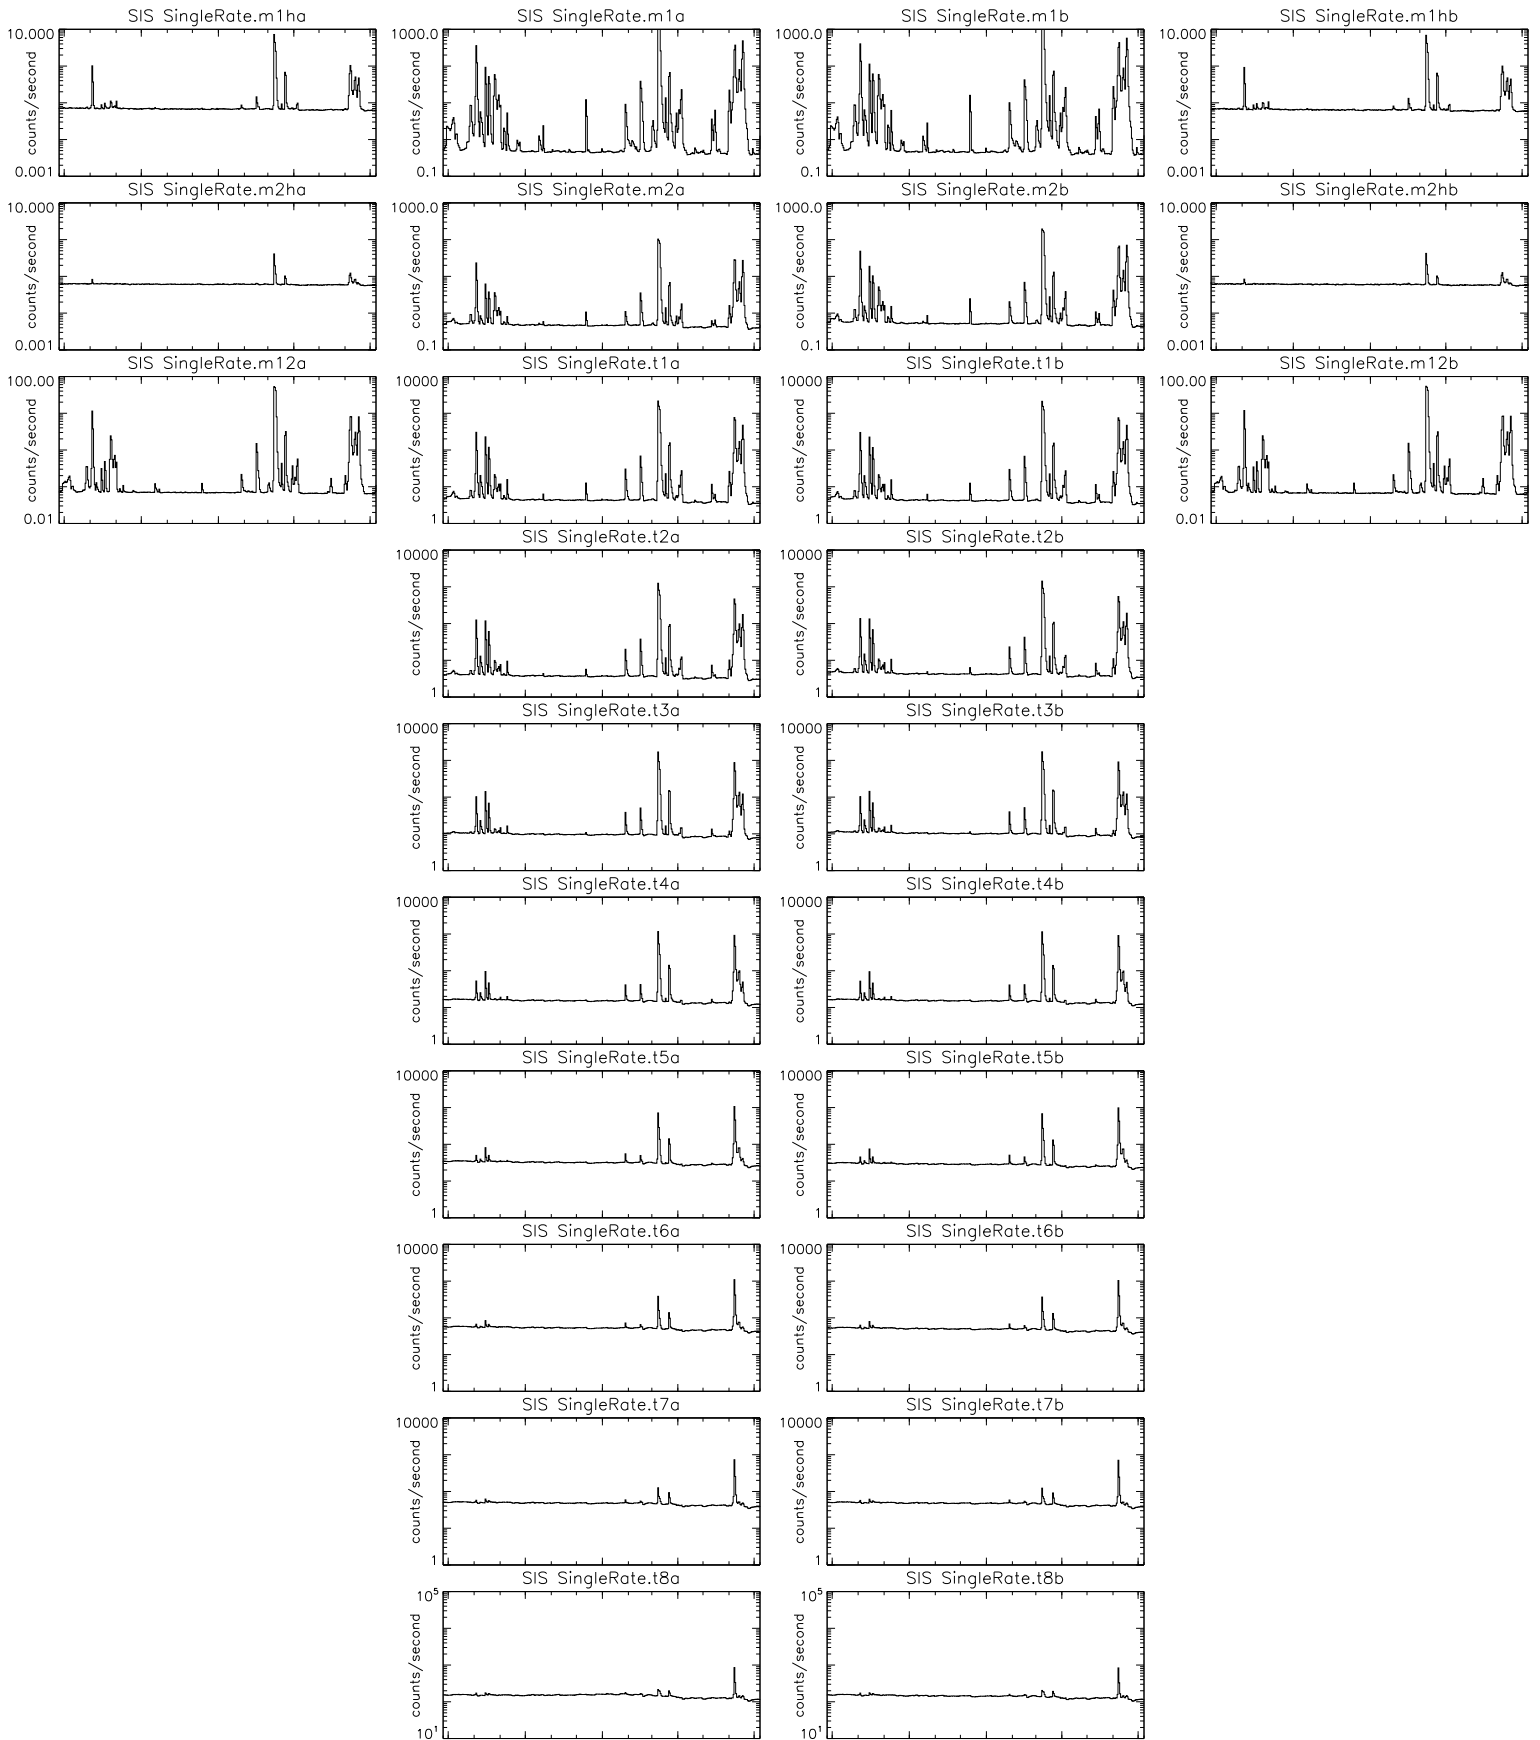 SIS SingleRate.m1ha
10.000
counts/second
0.001
SIS SingleRate.m1a
1000.0
counts/second
0.1
SIS SingleRate.m1b
1000.0
counts/second
0.1
SIS SingleRate.m1hb
10.000
counts/second
0.001
SIS SingleRate.m2ha
10.000
counts/second
0.001
SIS SingleRate.m2a
1000.0
counts/second
0.1
SIS SingleRate.m2b
1000.0
counts/second
0.1
SIS SingleRate.m2hb
10.000
counts/second
0.001
SIS SingleRate.m12a
100.00
counts/second
0.01
SIS SingleRate.t1a
10000
counts/second
1
SIS SingleRate.t1b
10000
counts/second
1
SIS SingleRate.m12b
100.00
counts/second
0.01
SIS SingleRate.t2a
10000
counts/second
1
SIS SingleRate.t2b
10000
counts/second
1
SIS SingleRate.t3a
10000
counts/second
1
SIS SingleRate.t3b
10000
counts/second
1
SIS SingleRate.t4a
10000
counts/second
1
SIS SingleRate.t4b
10000
counts/second
1
SIS SingleRate.t5a
10000
counts/second
1
SIS SingleRate.t5b
10000
counts/second
1
SIS SingleRate.t6a
10000
counts/second
1
SIS SingleRate.t6b
10000
counts/second
1
SIS SingleRate.t7a
10000
counts/second
1
SIS SingleRate.t7b
10000
counts/second
1
SIS SingleRate.t8a
10⁵
counts/second
10¹
SIS SingleRate.t8b
10⁵
counts/second
10¹